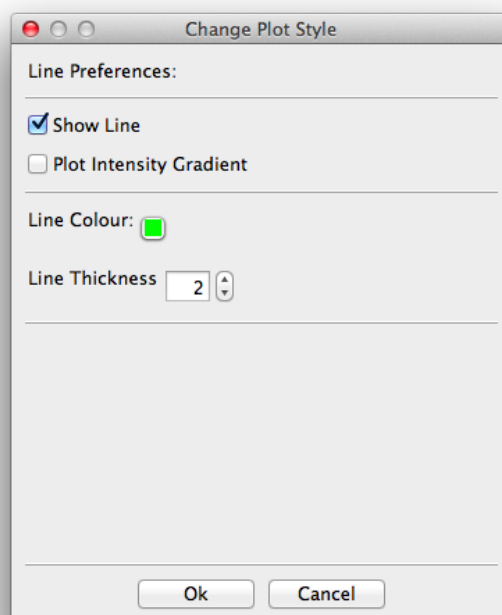 Change Plot Style
Line Preferences:
Show Line
Plot Intensity Gradient
Line Colour:
Line Thickness 2
Ok Cancel